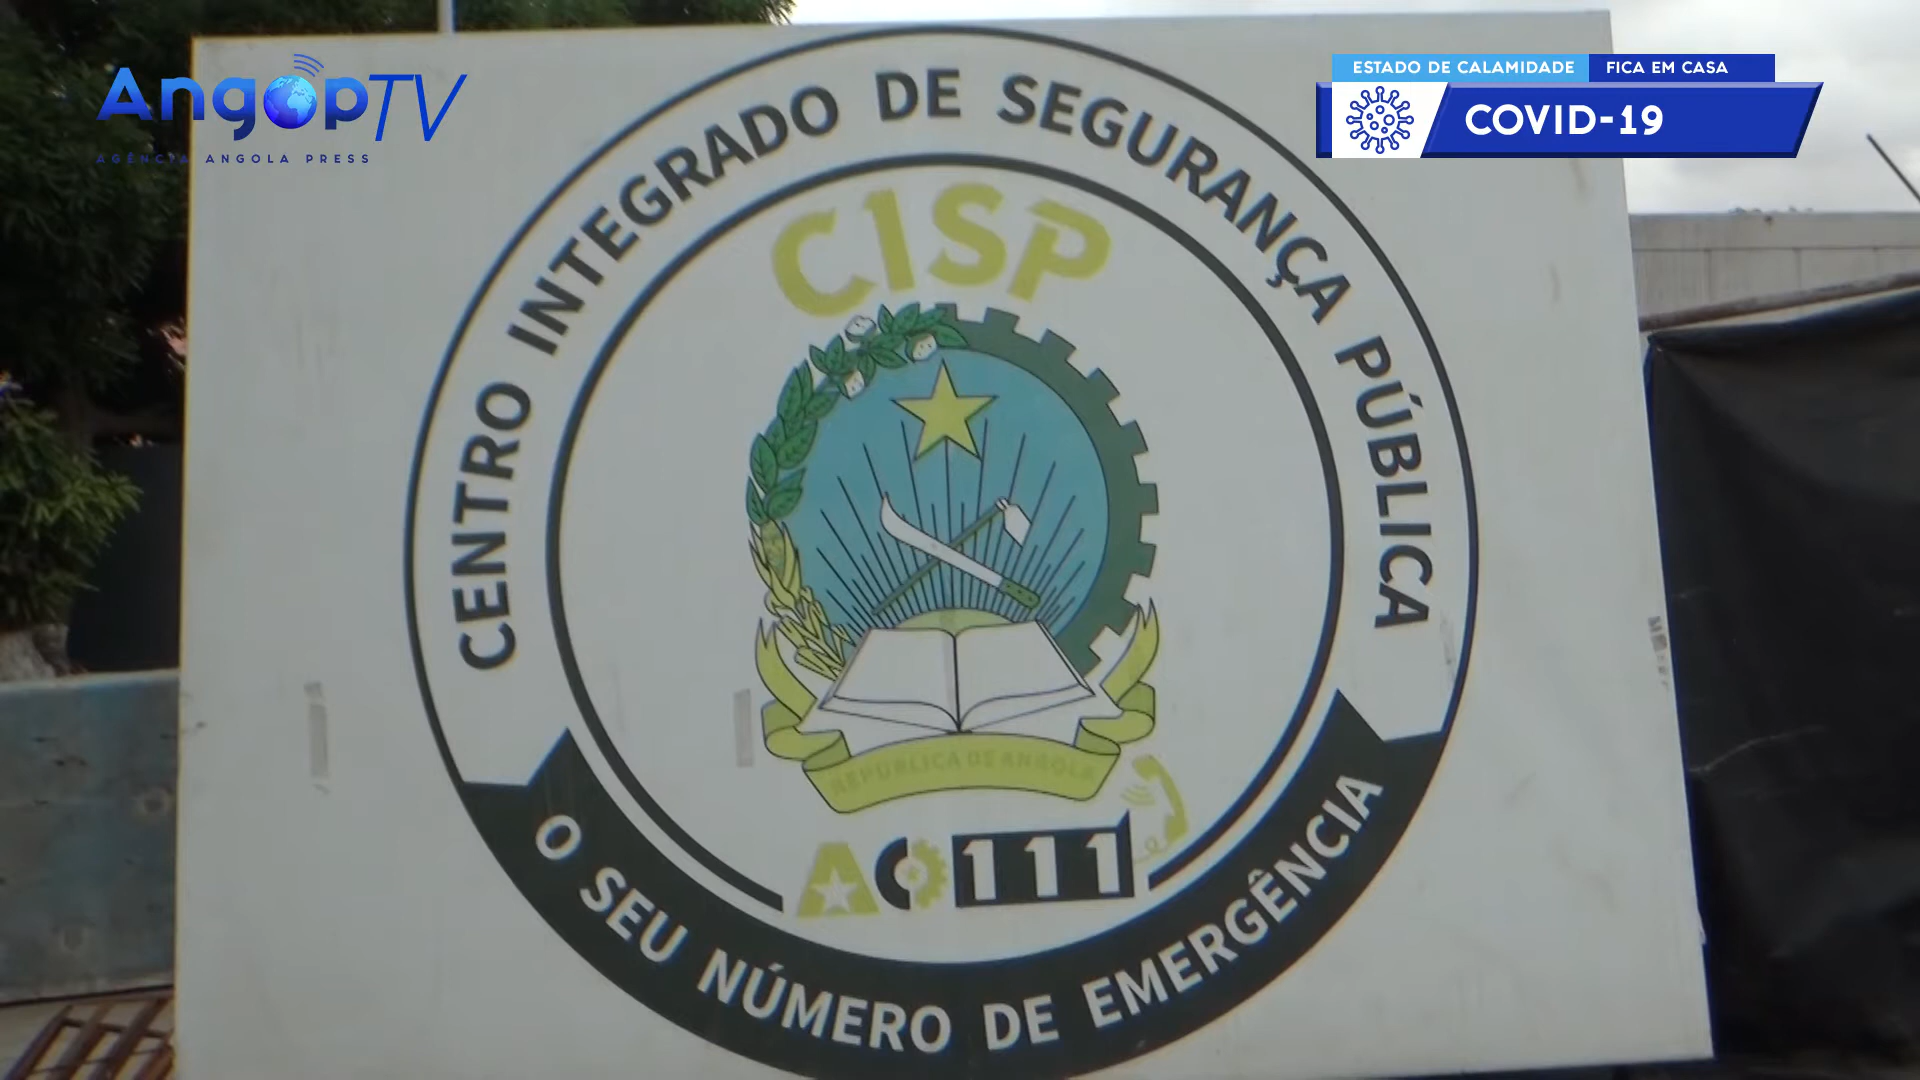 AngopTV
AGÊNCIA ANGOLA PRESS
ESTADO DE CALAMIDADE FICA EM CASA
COVID-19
CENTRO INTEGRADO DE SEGURANÇA PÚBLICA
CISP
REPÚBLICA DE ANGOLA
AO 111
O SEU NÚMERO DE EMERGÊNCIA